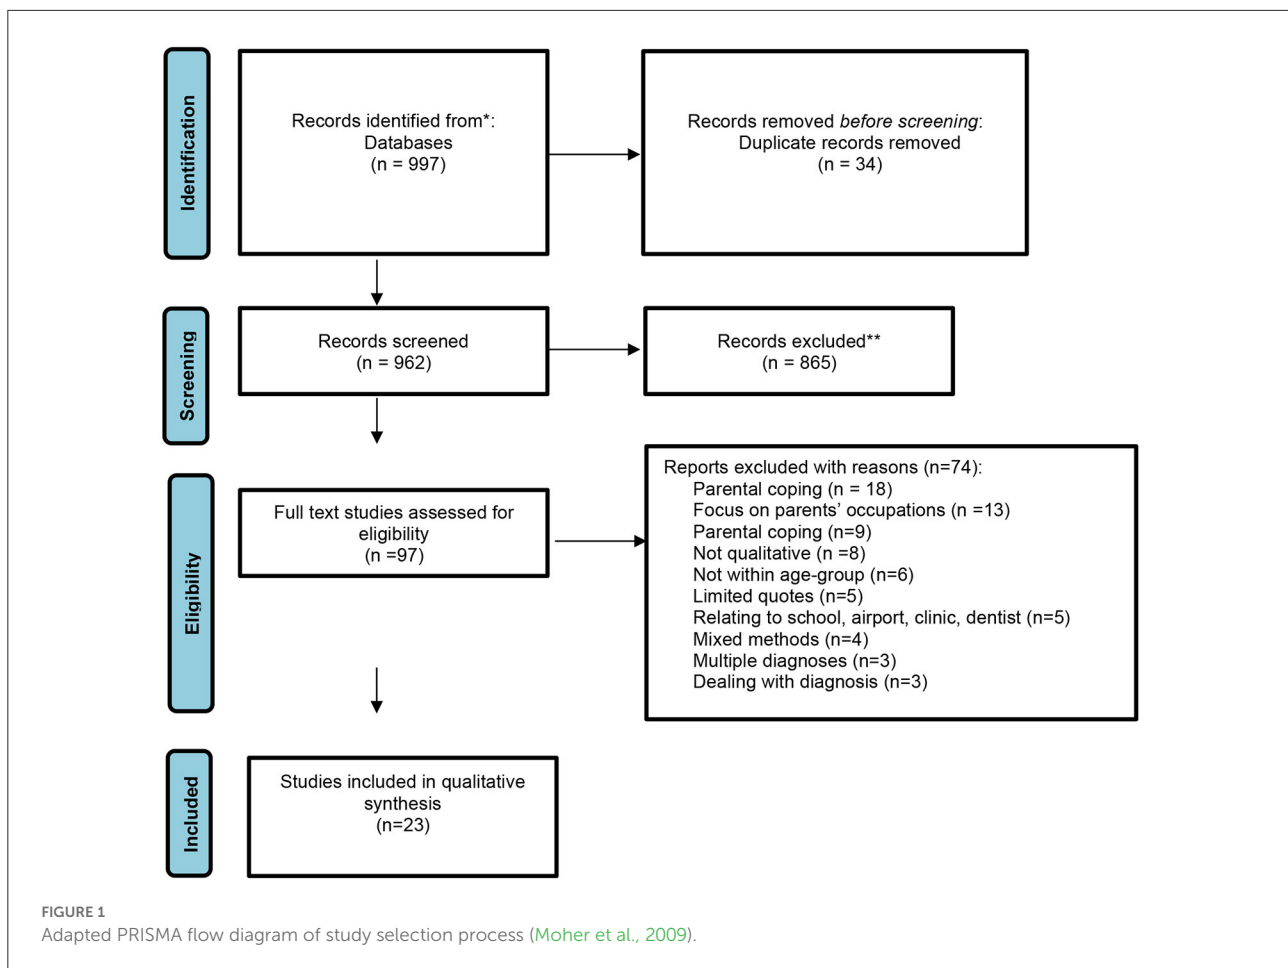 Identification
Records identified from*:
Databases
(n = 997)
Records removed before screening:
Duplicate records removed
(n = 34)
Screening
Records screened
(n = 962)
Records excluded**
(n = 865)
Eligibility
Full text studies assessed for
eligibility
(n =97)
Reports excluded with reasons (n=74):
Parental coping (n = 18)
Focus on parents' occupations (n =13)
Parental coping (n=9)
Not qualitative (n =8)
Not within age-group (n=6)
Limited quotes (n=5)
Relating to school, airport, clinic, dentist (n=5)
Mixed methods (n=4)
Multiple diagnoses (n=3)
Dealing with diagnosis (n=3)
Included
Studies included in qualitative
synthesis
(n=23)
FIGURE 1
Adapted PRISMA flow diagram of study selection process (Moher et al., 2009).